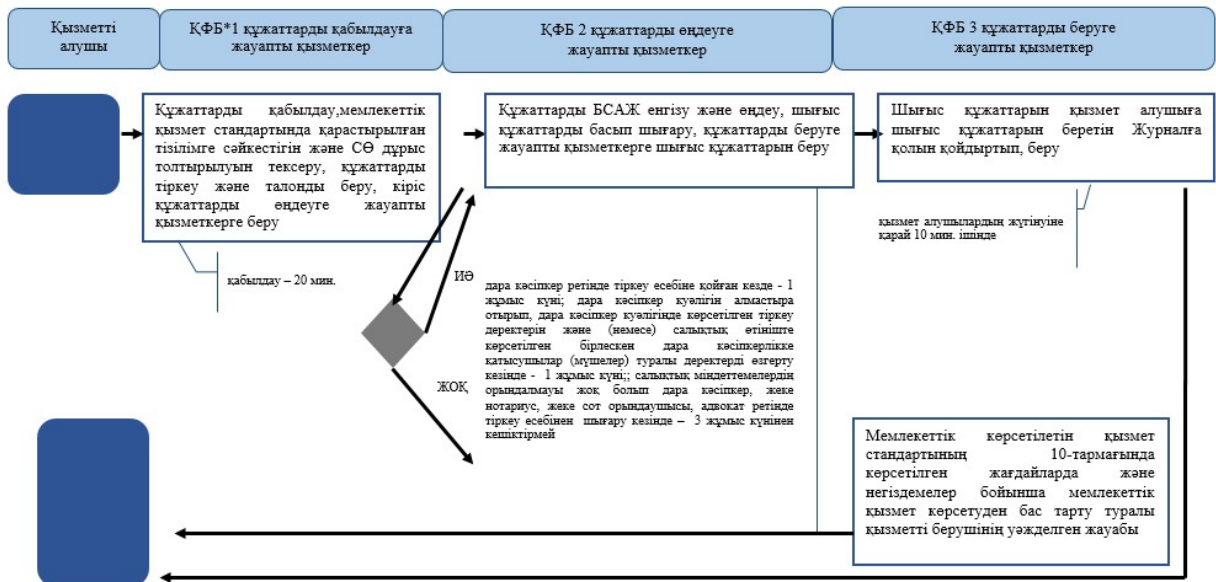 Қызметті
алушы
ҚФБ*1 құжаттарды қабылдауға
жауапты қызметкер
ҚФБ 2 құжаттарды өңдеуге
жауапты қызметкер
ҚФБ 3 құжаттарды беруге
жауапты қызметкер
Құжаттарды қабылдау,мемлекеттік
қызмет стандартында қарастырылған
тізілімге сәйкестігін және СӨ дұрыс
толтырылуын тексеру, құжаттарды
тіркеу және талонды беру, кіріс
құжаттарды өңдеуге жауапты
қызметкерге беру
Құжаттарды БСАЖ енгізу және өңдеу, шығыс
құжаттарды басып шығару, құжаттарды беруге
жауапты қызметкерге шығыс құжаттарын беру
Шығыс құжаттарын қызмет алушыға
шығыс құжаттарын беретін Журналға
қолын қойдыртып, беру
қабылдау – 20 мин.
қызмет алушылардың жүгінуіне
қарай 10 мин. ішінде
ИӘ
ЖОҚ
дара кәсіпкер ретінде тіркеу есебіне қойған кезде - 1
жұмыс күні; дара кәсіпкер куәлігін алмастыра
отырып, дара кәсіпкер куәлігінде көрсетілген тіркеу
деректерін және (немесе) салықтық өтініште
көрсетілген бірлескен дара кәсіпкерлікке
қатысушылар (мүшелер) туралы деректерді өзгерту
кезінде - 1 жұмыс күні;; салықтық міндеттемелердің
орындалмауы жоқ болып дара кәсіпкер, жеке
нотариус, жеке сот орындаушысы, адвокат ретінде
тіркеу есебінен шығару кезінде – 3 жұмыс күнінен
кешіктірмей
Мемлекеттік көрсетілетін қызмет
стандартының 10-тармағында
көрсетілген жағдайларда және
негіздемелер бойынша мемлекеттік
қызмет көрсетуден бас тарту туралы
қызметті берушінің уәжделген жауабы